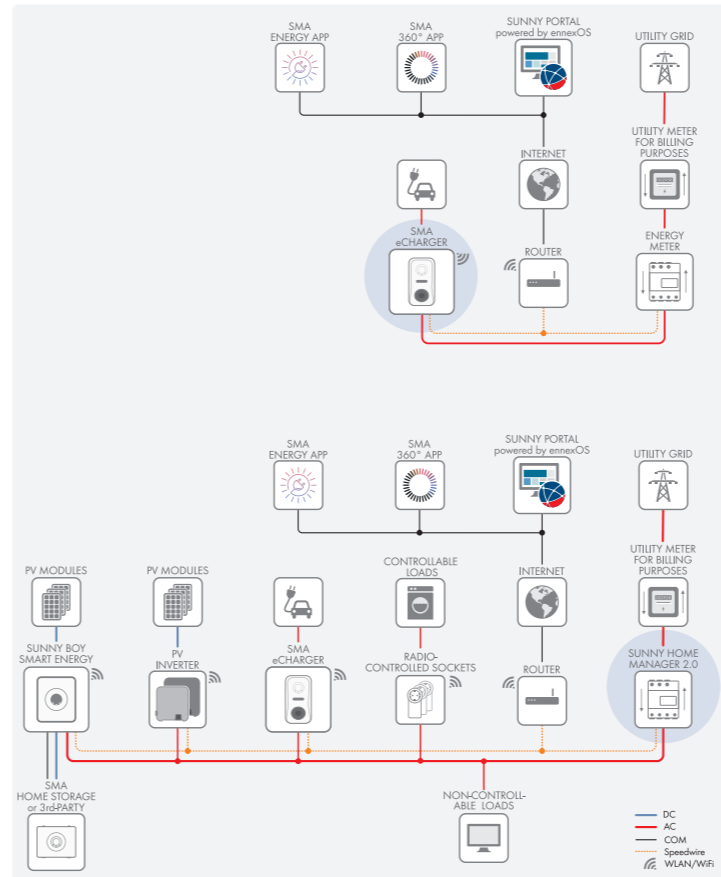 SMA
ENERGY APP
SMA
360° APP
SUNNY PORTAL
powered by ennexOS
UTILITY GRID
UTILITY METER
FOR BILLING
PURPOSES
INTERNET
SMA
eCHARGER
ROUTER
ENERGY
METER
SMA
ENERGY APP
SMA
360° APP
SUNNY PORTAL
powered by ennexOS
UTILITY GRID
PV MODULES
PV MODULES
CONTROLLABLE
LOADS
INTERNET
UTILITY METER
FOR BILLING
PURPOSES
SUNNY BOY
SMART ENERGY
PV
INVERTER
SMA
eCHARGER
RADIO-
CONTROLLED SOCKETS
ROUTER
SUNNY HOME
MANAGER 2.0
SMA
HOME STORAGE
or 3rd-PARTY
NON-CONTROLL-
ABLE LOADS
DC
AC
COM
Speedwire
WLAN/WiFi